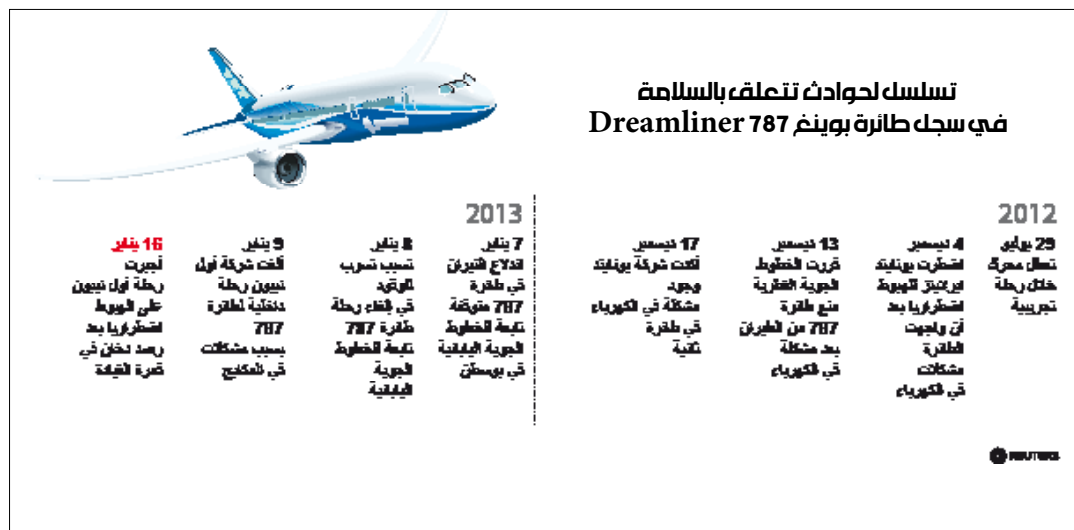 تسلسل لحوادث تتعلق بالسلامة
في سجل طائرة بوينغ 787 Dreamliner
2012
29 يوليو
تعطل محرك
خلال رحلة
تجريبية
4 ديسمبر
اضطرت يونايتد
ايرلاينز للهبوط
اضطراريا بعد
أن واجهت
الطائرة
مشكلات
في الكهرباء
13 ديسمبر
قررت الخطوط
الجوية القطرية
منع طائرة
787 من الطيران
بعد مشكلة
في الكهرباء
17 ديسمبر
أكدت شركة يونايتد
وجود
مشكلة في الكهرباء
في طائرة
ثانية
2013
7 يناير
اندلاع النيران
في طائرة
787 متوقفة
تابعة للخطوط
الجوية اليابانية
في بوسطن
8 يناير
تسبب تسرب
للوقود
في إلغاء رحلة
طائرة 787
تابعة للخطوط
الجوية
اليابانية
9 يناير
ألغت شركة أول
نيبون رحلة
داخلية لطائرة
787
بسبب مشكلات
في المكابح
16 يناير
أجبرت
رحلة أول نيبون
على الهبوط
اضطراريا بعد
رصد دخان في
قمرة القيادة
REUTERS